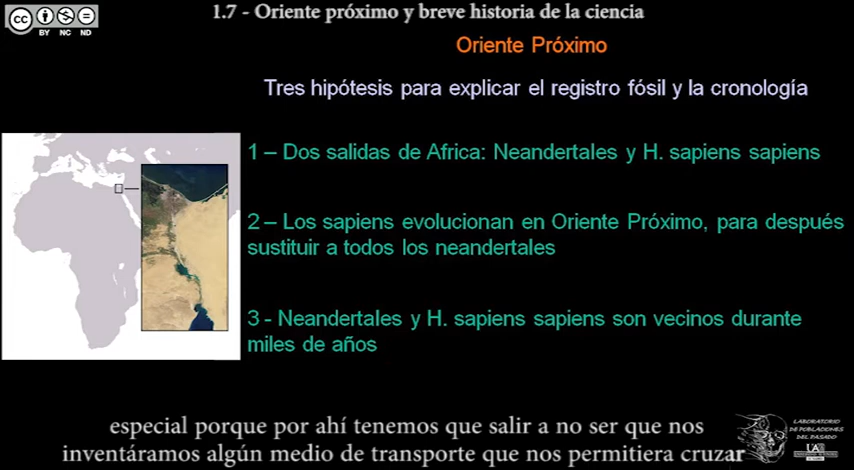 1.7 - Oriente próximo y breve historia de la ciencia
cc
BY NC ND
Oriente Próximo
Tres hipótesis para explicar el registro fósil y la cronología
1 – Dos salidas de Africa: Neandertales y H. sapiens sapiens
2 – Los sapiens evolucionan en Oriente Próximo, para después
sustituir a todos los neandertales
3 - Neandertales y H. sapiens sapiens son vecinos durante
miles de años
especial porque por ahí tenemos que salir a no ser que nos
inventáramos algún medio de transporte que nos permitiera cruzar
LABORATORIO
DE POBLACIONES
DEL PASADO